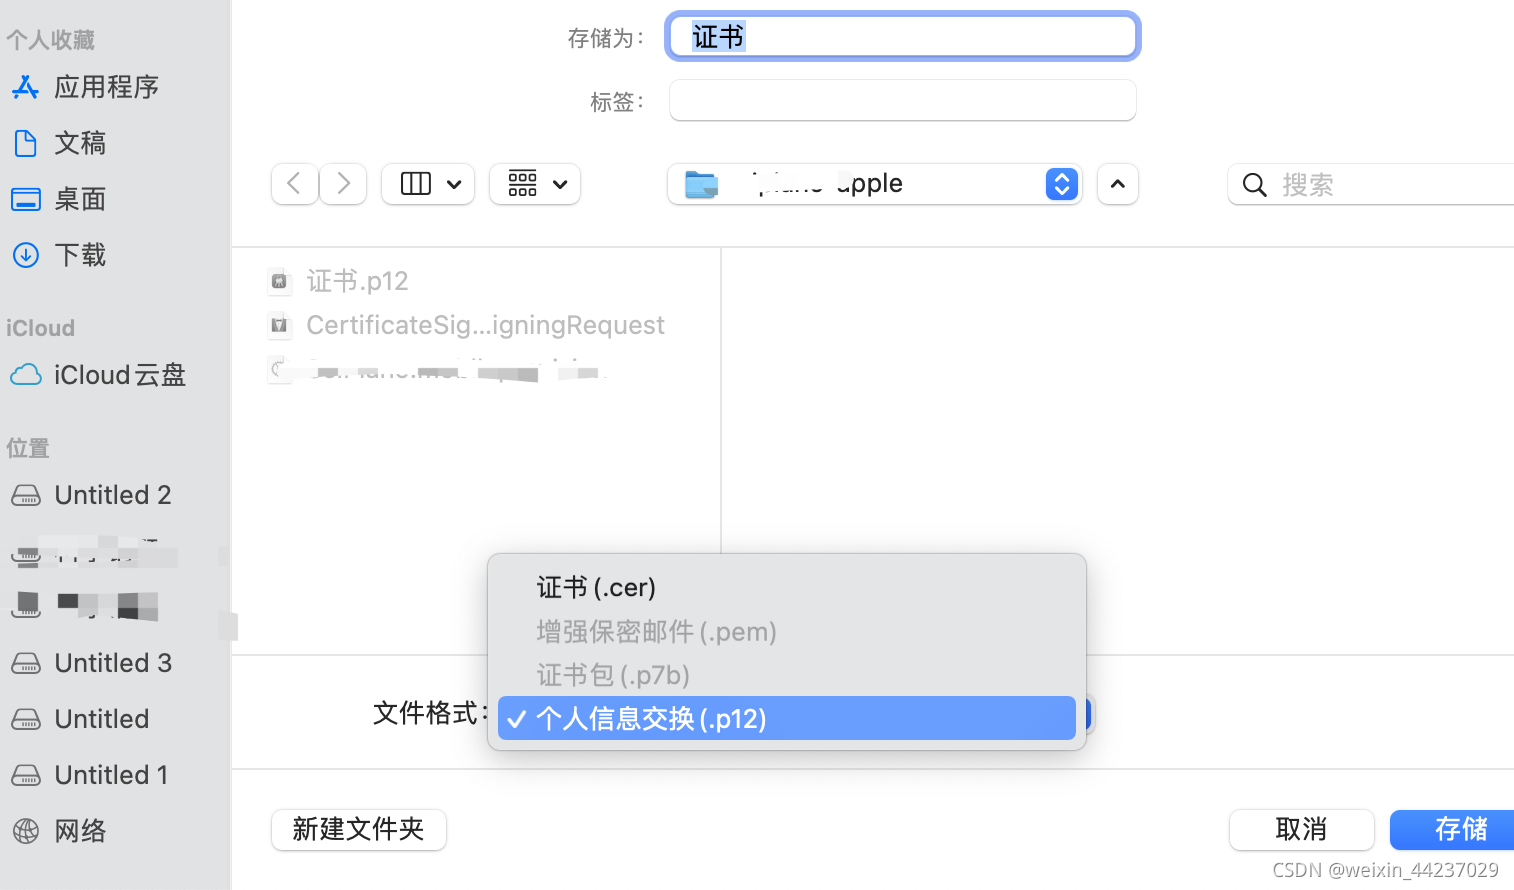 个人收藏
应用程序
文稿
桌面
下载
iCloud
iCloud云盘
位置
Untitled 2
Untitled 3
Untitled
Untitled 1
网络
存储为：
证书
标签：
apple
搜索
证书.p12
CertificateSig...igningRequest
证书 (.cer)
增强保密邮件 (.pem)
证书包 (.p7b)
文件格式：
个人信息交换 (.p12)
新建文件夹
取消
存储
CSDN @weixin_44237029